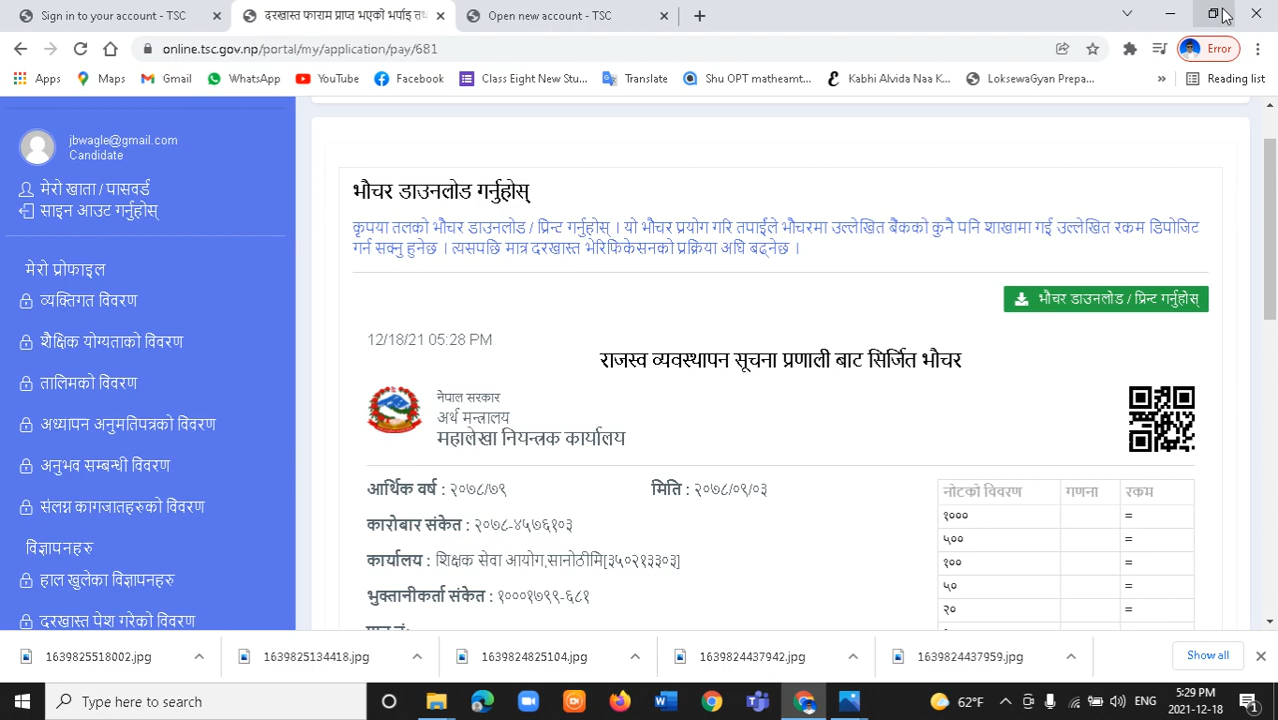 Sign in to your account - TSC
दरखास्त फाराम प्राप्त भएको भर्पाइ तथ
Open new account - TSC
online.tsc.gov.np/portal/my/application/pay/681
Error
Apps
Maps
Gmail
WhatsApp
YouTube
Facebook
Class Eight New Stu...
Translate
Shu OPT matheamt...
Kabhi Alvida Naa K...
LoksewaGyan Prepa...
»
Reading list
jbwagle@gmail.com
Candidate
मेरो खाता / पासवर्ड
साइन आउट गर्नुहोस्
मेरो प्रोफाइल
व्यक्तिगत विवरण
शैक्षिक योग्यताको विवरण
तालिमको विवरण
अध्यापन अनुमतिपत्रको विवरण
अनुभव सम्बन्धी विवरण
संलग्न कागजातहरुको विवरण
विज्ञापनहरु
हाल खुलेका विज्ञापनहरु
दरखास्त पेश गरेको विवरण
भौचर डाउनलोड गर्नुहोस्
कृपया तलको भौचर डाउनलोड / प्रिन्ट गर्नुहोस् । यो भौचर प्रयोग गरि तपाईंले भौचरमा उल्लेखित बैंकको कुनै पनि शाखामा गई उल्लेखित रकम डिपोजिट
गर्न सक्नु हुनेछ । त्यसपछि मात्र दरखास्त भेरिफिकेसनको प्रक्रिया अघि बढ्नेछ ।
भौचर डाउनलोड / प्रिन्ट गर्नुहोस्
12/18/21 05:28 PM
राजस्व व्यवस्थापन सूचना प्रणाली बाट सिर्जित भौचर
नेपाल सरकार
अर्थ मन्त्रालय
महालेखा नियन्त्रक कार्यालय
आर्थिक वर्ष : २०७८/७९
मिति : २०७८/०९/०३
कारोबार संकेत : २०७८-४५७६१०३
कार्यालय : शिक्षक सेवा आयोग,सानोठीमि[३५०२१३३०३]
भुक्तानीकर्ता संकेत : १०००१७९९-६८१
नोटको विवरण गणना रकम
१००० =
५०० =
१०० =
५० =
२० =
1639825518002.jpg
1639825134418.jpg
1639824825104.jpg
1639824437942.jpg
1639824437959.jpg
Show all
Type here to search
62°F
ENG
5:29 PM
2021-12-18
1